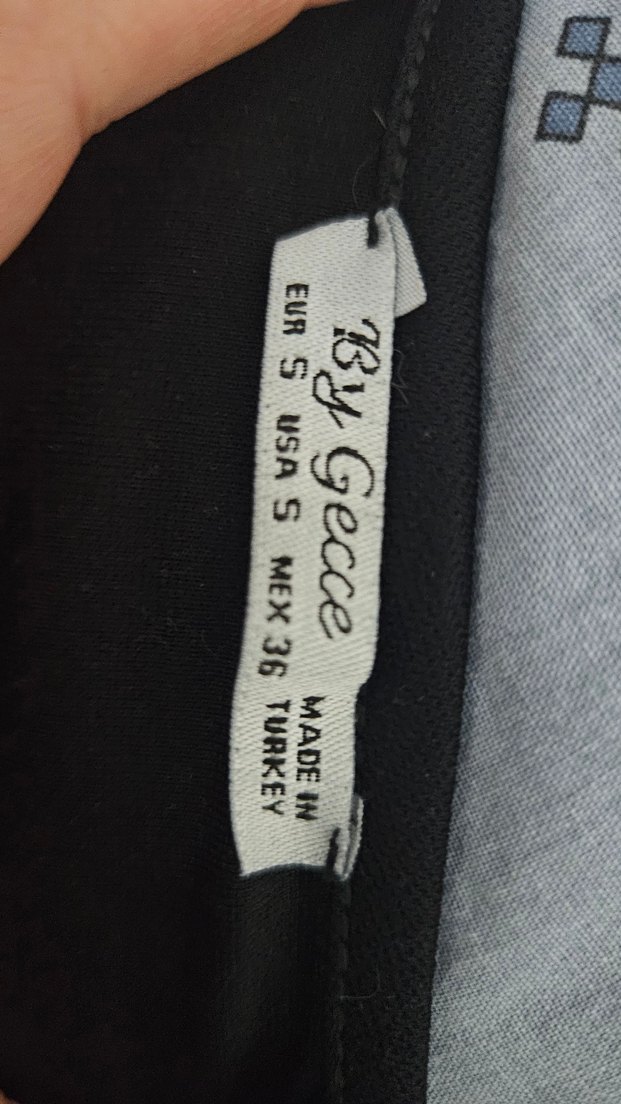 By Gecce
EUR S USA S MEX 36
MADE IN
TURKEY